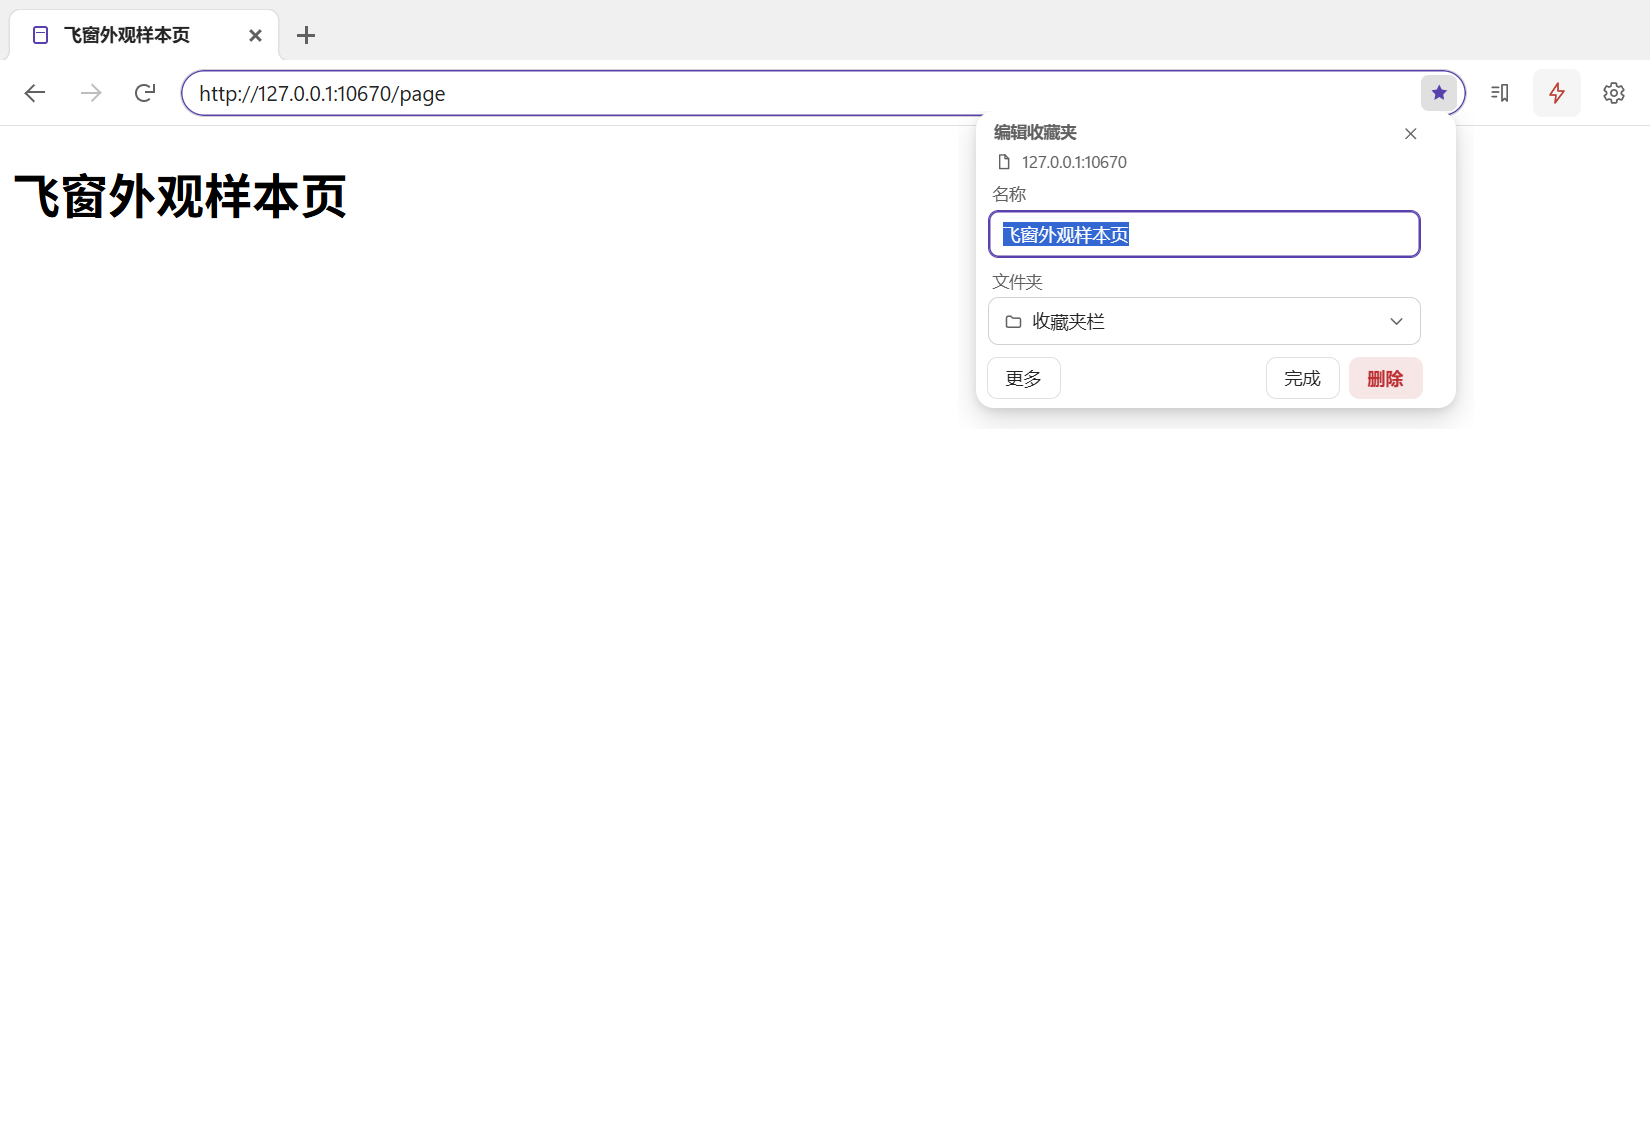 飞窗外观样本页
http://127.0.0.1:10670/page
飞窗外观样本页
编辑收藏夹
127.0.0.1:10670
名称
飞窗外观样本页
文件夹
收藏夹栏
更多
完成
删除